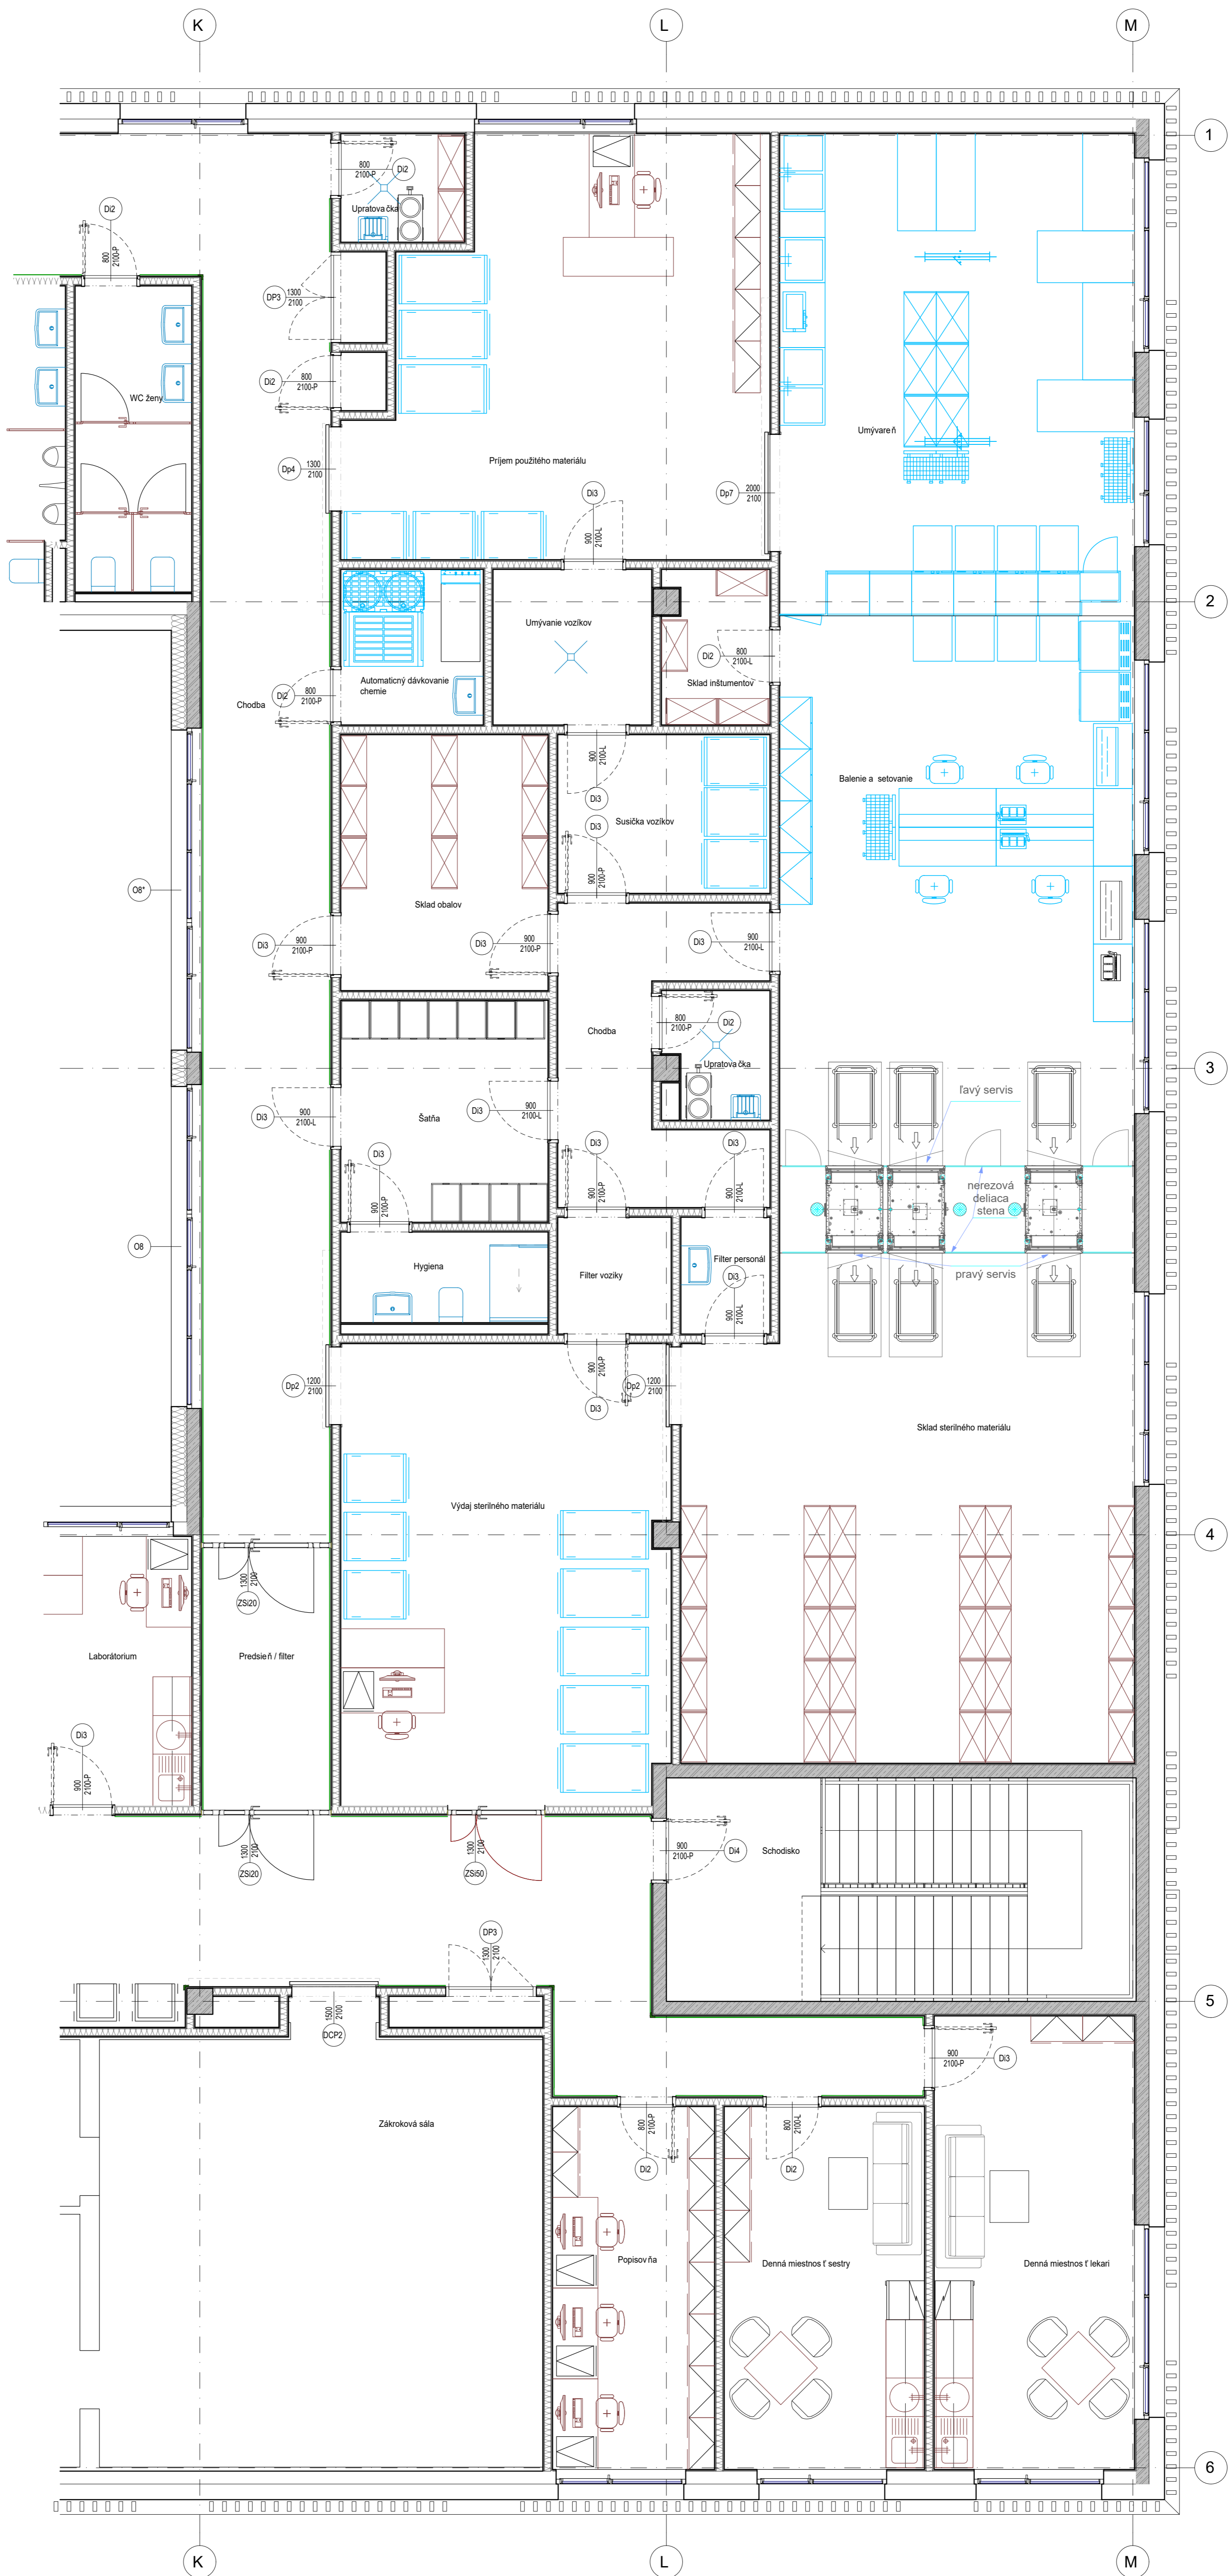 K
L
M
1
800
2100-P
Di2
Upratovačka
Di2
800
2100-P
DP3
1300
2100
Di2
800
2100-P
WC ženy
Umývareň
Príjem použitého materiálu
Dp4
1300
2100
Dp7
2000
2100
Di3
900
2100-L
2
Umývanie vozíkov
Di2
800
2100-L
Automaticný dávkovanie
chemie
Sklad inštumentov
Di2
800
2100-P
Chodba
900
2100-L
Di3
Balenie a setovanie
Susička vozíkov
Di3
900
2100-P
O8*
Sklad obalov
Di3
900
2100-P
Di3
900
2100-P
Di3
900
2100-L
Chodba
800
2100-P
Di2
Upratovačka
3
ľavý servis
Di3
900
2100-L
Šatňa
Di3
900
2100-L
Di3
900
2100-P
Di3
900
2100-P
Di3
900
2100-L
nerezová
deliaca
stena
O8
Hygiena
Filter voziky
Filter personál
Di3
900
2100-L
pravý servis
Dp2
1200
2100
900
2100-P
Di3
Dp2
1200
2100
Sklad sterilného materiálu
Výdaj sterilného materiálu
4
1300
2100
ZSi20
Laborátorium
Predsieň / filter
Di3
900
2100-P
1300
2100
ZSi20
1300
2100
ZSi50
900
2100-P
Di4
Schodisko
DP3
1300
2100
5
1500
2100
DCP2
900
2100-P
Di3
Zákroková sála
800
2100-P
Di2
800
2100-L
Di2
Popisovňa
Denná miestnosť sestry
Denná miestnosť lekari
6
K
L
M